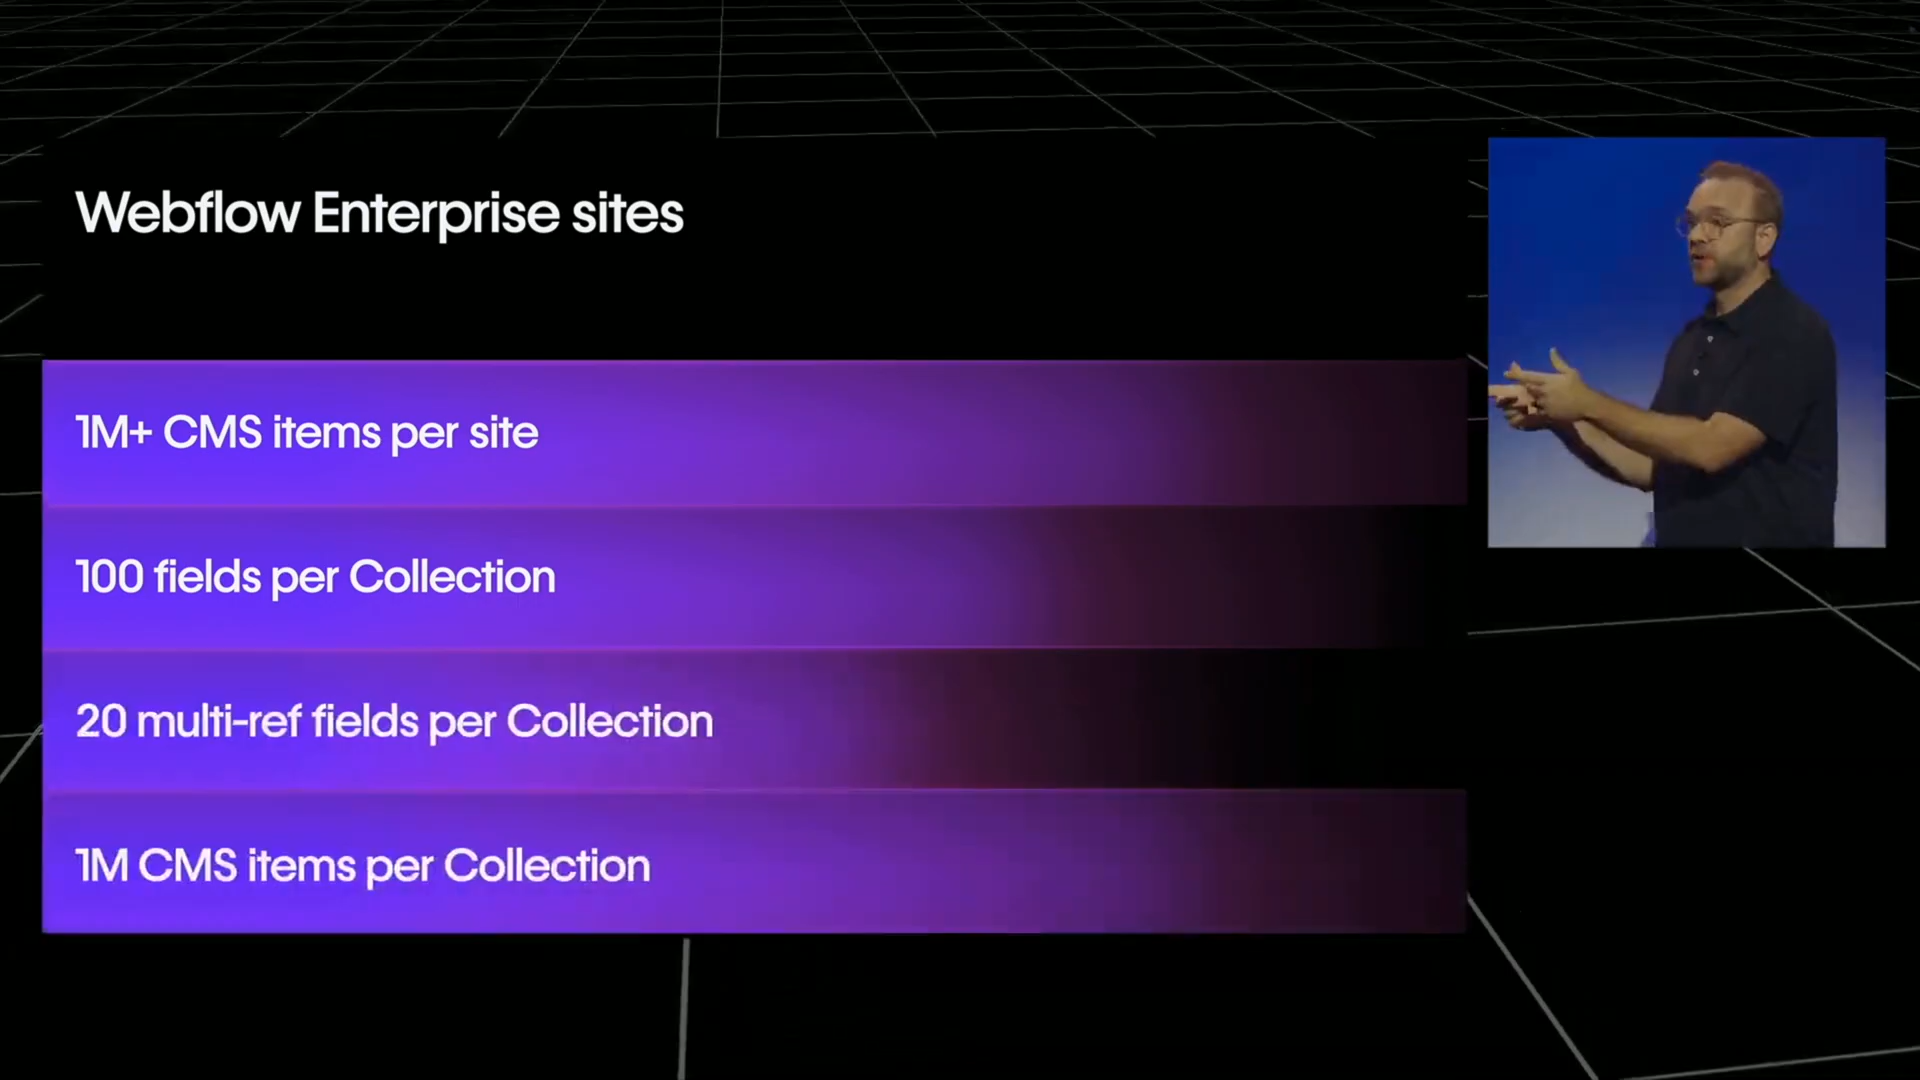 Webflow Enterprise sites
1M+ CMS items per site
100 fields per Collection
20 multi-ref fields per Collection
1M CMS items per Collection